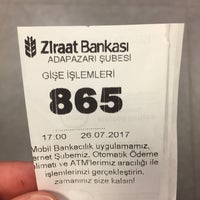 Ziraat Bankası
ADAPAZARI ŞUBESİ
GİŞE İŞLEMLERİ
865
17:00 26.07.2017
Mobil Bankacılık uygulamamız,
ernet Şubemiz, Otomatik Ödeme
limatı ve ATM'lerimiz aracılığı ile
işlemlerinizi gerçekleştirin,
zamanınız size kalsın!